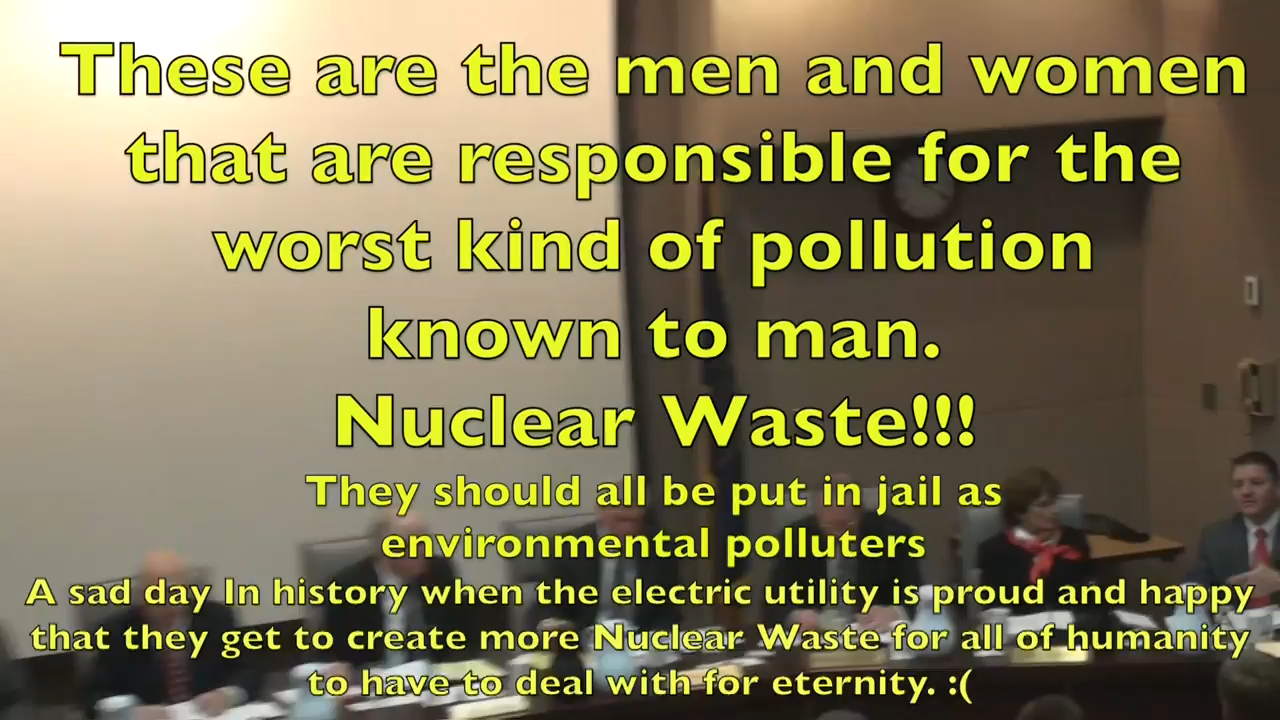 These are the men and women
that are responsible for the
worst kind of pollution
known to man.
Nuclear Waste!!!
They should all be put in jail as
environmental polluters
A sad day In history when the electric utility is proud and happy
that they get to create more Nuclear Waste for all of humanity
to have to deal with for eternity. :(